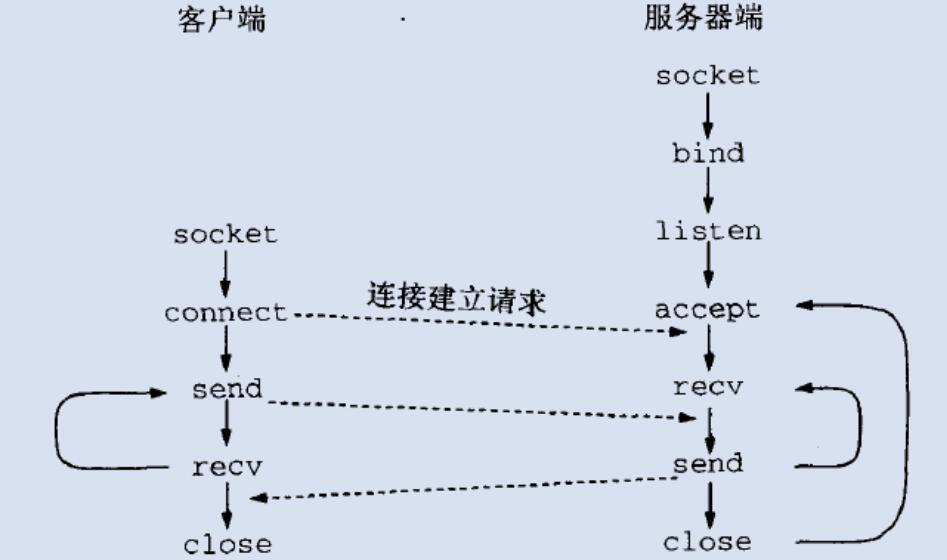 客户端
服务器端
socket
bind
listen
socket
连接建立请求
connect
accept
send
recv
recv
send
close
close